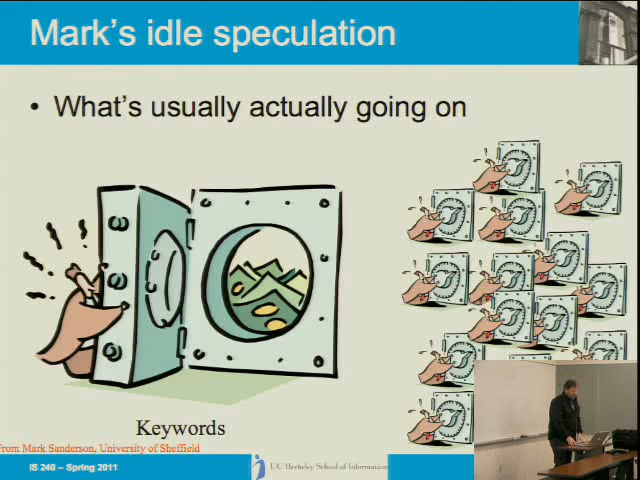 Mark's idle speculation
• What's usually actually going on
Keywords
From Mark Sanderson, University of Sheffield
IS 240 – Spring 2011
UC Berkeley School of Information